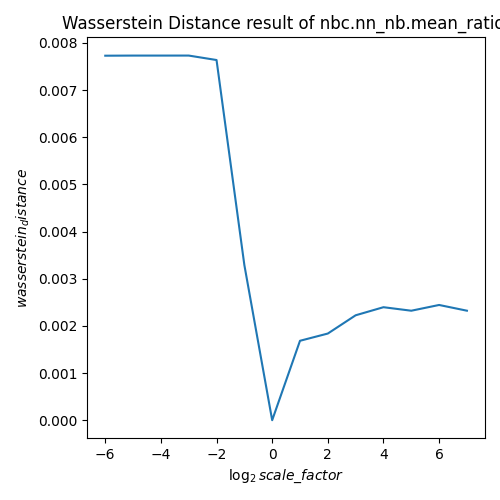 Wasserstein Distance result of nbc.nn_nb.mean_ratio
0.008
0.007
0.006
0.005
0.004
0.003
0.002
0.001
0.000
wasserstein_distance
−6 −4 −2 0 2 4 6
log₂ scale_factor